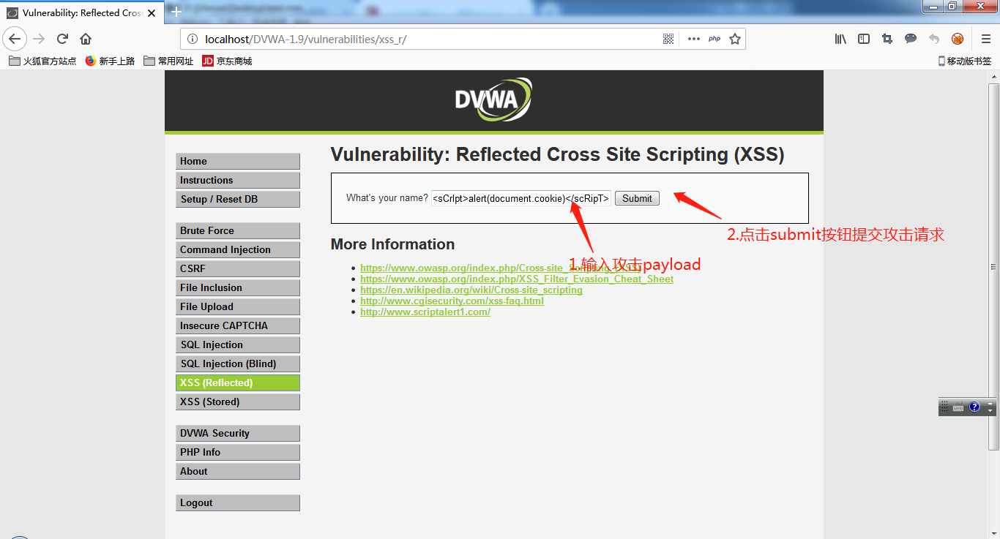 Vulnerability: Reflected Cros
localhost/DVWA-1.9/vulnerabilities/xss_r/
php
火狐官方站点
新手上路
常用网址
JD
京东商城
移动版书签
DVWA
Home
Instructions
Setup / Reset DB
Brute Force
Command Injection
CSRF
File Inclusion
File Upload
Insecure CAPTCHA
SQL Injection
SQL Injection (Blind)
XSS (Reflected)
XSS (Stored)
DVWA Security
PHP Info
About
Logout
Vulnerability: Reflected Cross Site Scripting (XSS)
What's your name? <sCrIpt>alert(document.cookie)</scRipT> Submit
2.点击submit按钮提交攻击请求
More Information
1.输入攻击payload
https://www.owasp.org/index.php/Cross-site_Scripting_(XSS)
https://www.owasp.org/index.php/XSS_Filter_Evasion_Cheat_Sheet
https://en.wikipedia.org/wiki/Cross-site_scripting
http://www.cgisecurity.com/xss-faq.html
http://www.scriptalert1.com/